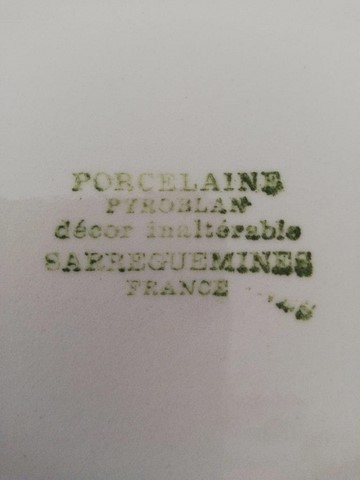 PORCELAINE
PYROBLAN
décor inaltérable
SARREGUEMINES
FRANCE